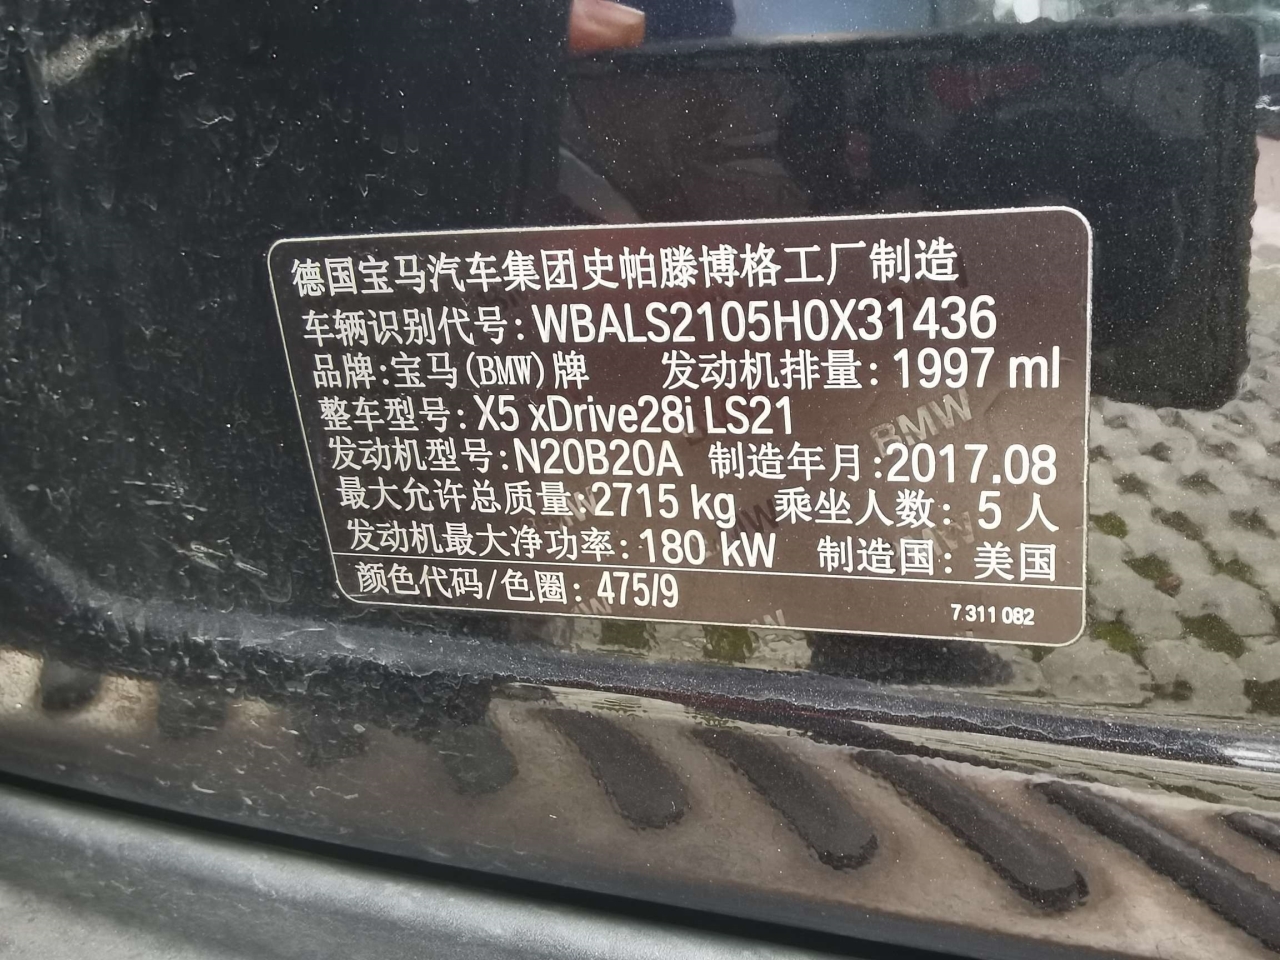 德国宝马汽车集团史帕滕博格工厂制造
车辆识别代号:WBALS2105H0X31436
品牌:宝马(BMW)牌 发动机排量:1997 ml
整车型号:X5 xDrive28i LS21
发动机型号:N20B20A 制造年月:2017.08
最大允许总质量:2715 kg 乘坐人数:5 人
发动机最大净功率:180 kW 制造国:美国
颜色代码/色圈:475/9
7 311 082